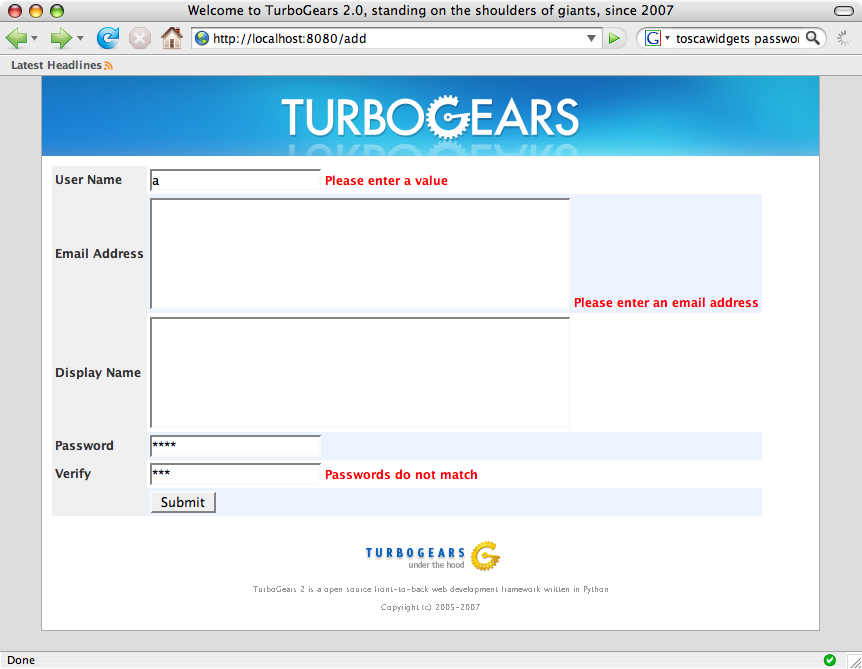 Welcome to TurboGears 2.0, standing on the shoulders of giants, since 2007
http://localhost:8080/add
toscawidgets passwo
Latest Headlines
TURBOGEARS
User Name
a
Please enter a value
Email Address
Please enter an email address
Display Name
Password
****
Verify
***
Passwords do not match
Submit
TURBOGEARS
under the hood
TurboGears 2 is a open source front-to-back web development framework written in Python
Copyright (c) 2005-2007
Done